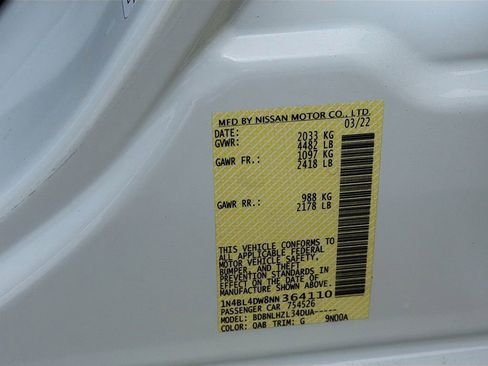 MFD BY NISSAN MOTOR CO., LTD.
DATE: 03/22
GVWR: 2033 KG
4482 LB
GAWR FR.: 1097 KG
2418 LB
GAWR RR.: 988 KG
2178 LB
THIS VEHICLE CONFORMS TO
ALL APPLICABLE FEDERAL
MOTOR VEHICLE SAFETY,
BUMPER, AND THEFT
PREVENTION STANDARDS IN
EFFECT ON THE DATE OF
MANUFACTURE SHOWN ABOVE.
1N4BL4DW8NN364110
PASSENGER CAR 754526
MODEL: BDBNLHZL34DUA-----
COLOR: QAB TRIM: G 9N00A